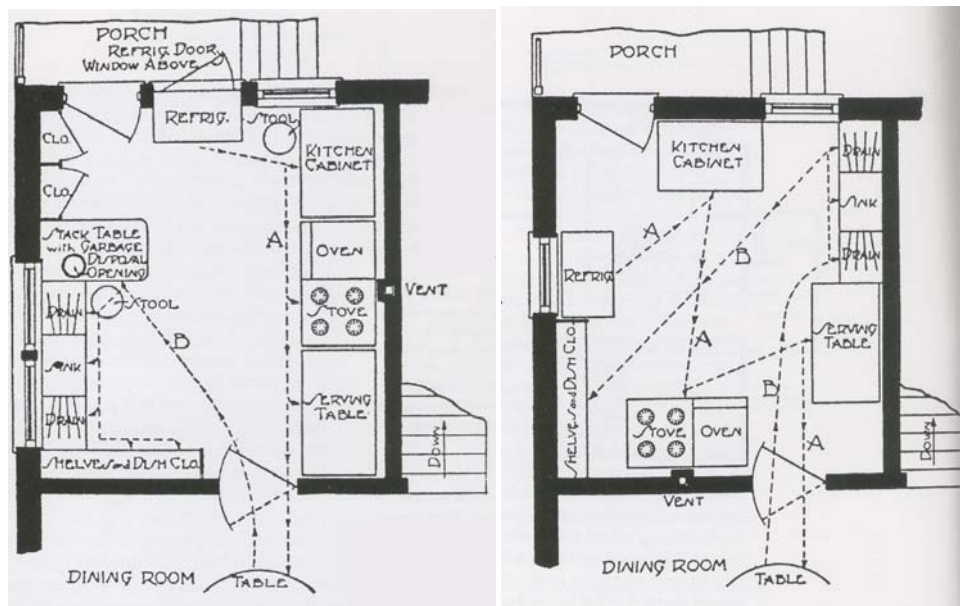 PORCH
REFRIG. DOOR
WINDOW ABOVE
REFRIG.
STOOL
CLO.
KITCHEN
CABINET
CLO.
STACK TABLE
with GARBAGE
DISPOSAL
OPENING
A
OVEN
VENT
STOOL
DRAIN
STOVE
B
SINK
DRAIN
SERVING
TABLE
SHELVES and DISH CLO.
DOWN
DINING ROOM
TABLE
PORCH
KITCHEN
CABINET
DRAIN
SINK
A
B
DRAIN
REFRIG.
SERVING
TABLE
A
SHELVES and DISH CLO.
B
STOVE
OVEN
A
DOWN
VENT
DINING ROOM
TABLE